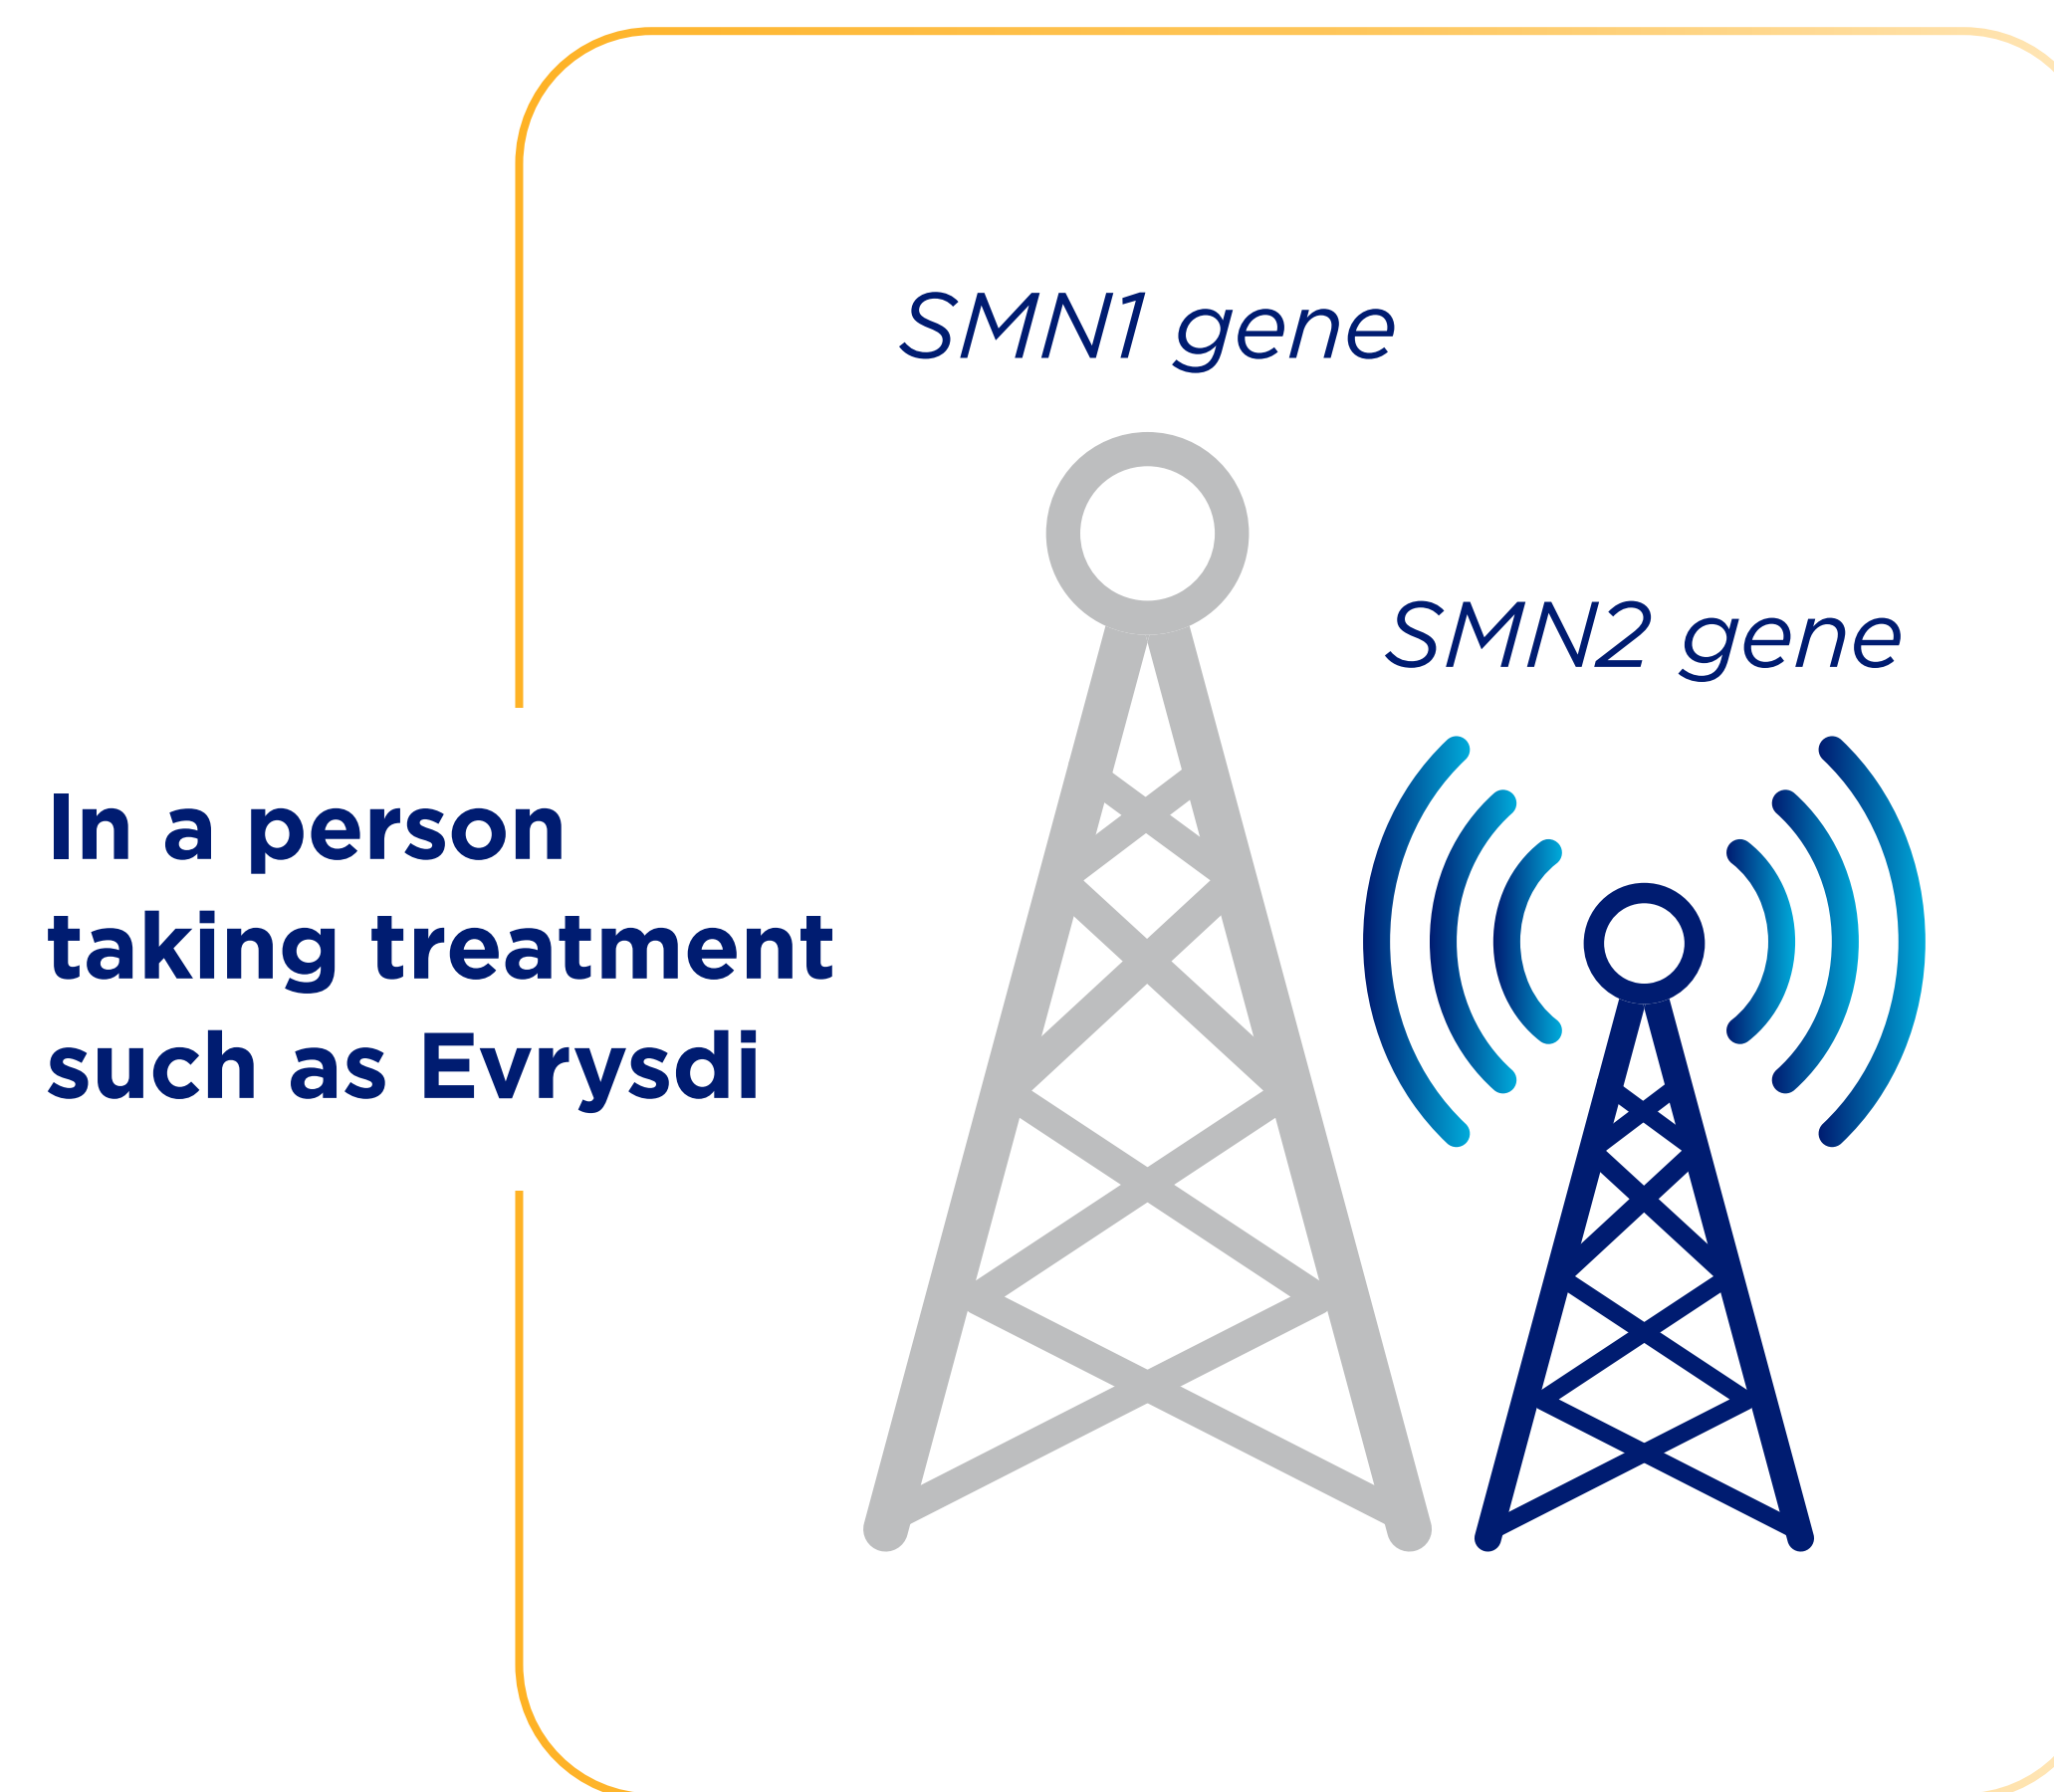 SMN1 gene
SMN2 gene
In a person
taking treatment
such as Evrysdi